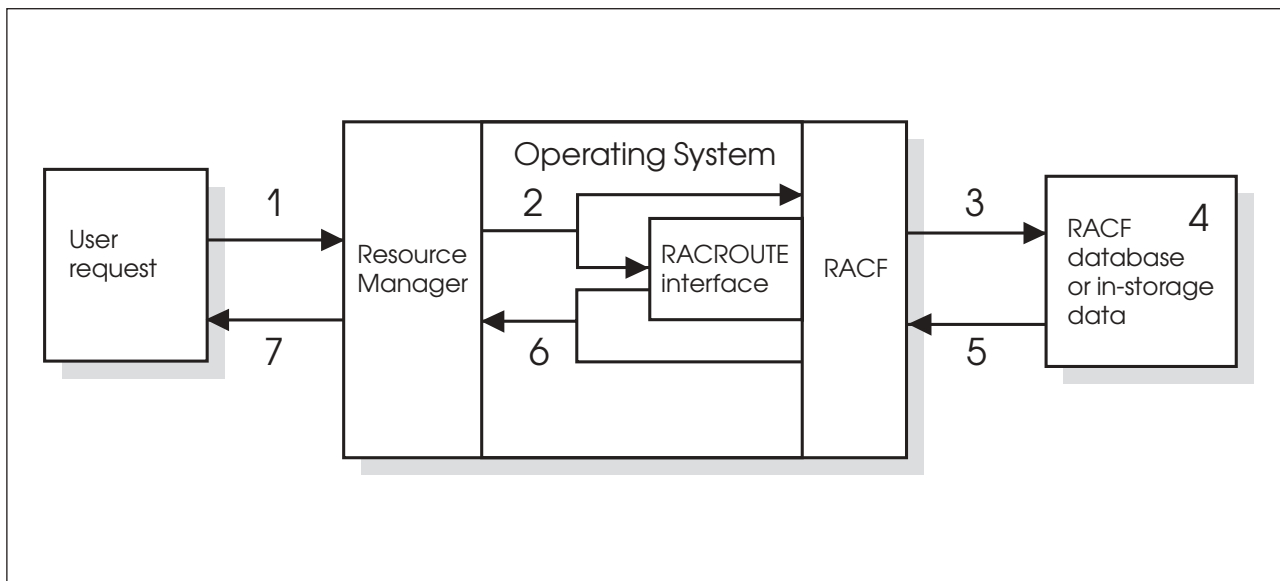 Operating System
User
request
1
7
Resource
Manager
2
6
RACROUTE
interface
RACF
3
5
4
RACF
database
or in-storage
data